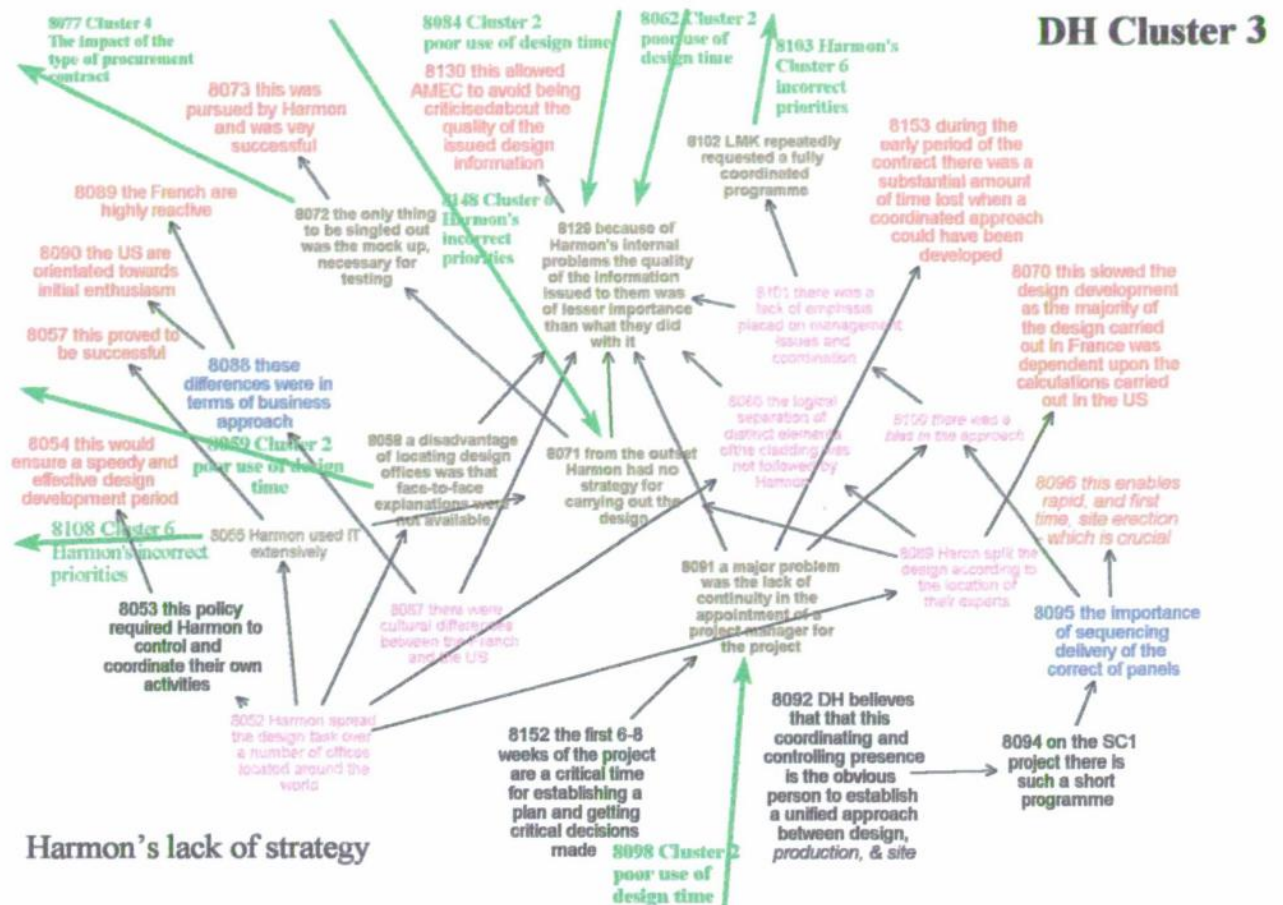 DH Cluster 3
8077 Cluster 4
The impact of the
type of procurement
contract
8084 Cluster 2
poor use of design time
8062 Cluster 2
poor use of
design time
8103 Harmon's
Cluster 6
incorrect
priorities
8073 this was
pursued by Harmon
and was vey
successful
8130 this allowed
AMEC to avoid being
criticisedabout the
quality of the
issued design
information
8102 LMK repeatedly
requested a fully
coordinated
programme
8153 during the
early period of the
contract there was a
substantial amount
of time lost when a
coordinated approach
could have been
developed
8089 the French are
highly reactive
8072 the only thing
to be singled out
was the mock up,
necessary for
testing
8148 Cluster 6
Harmon's
incorrect
priorities
8129 because of
Harmon's internal
problems the quality
of the information
issued to them was
of lesser importance
than what they did
with it
8090 the US are
orientated towards
initial enthusiasm
8101 there was a
lack of emphasis
placed on management
issues and
coordination
8070 this slowed the
design development
as the majority of
the design carried
out in France was
dependent upon the
calculations carried
out in the US
8057 this proved to
be successful
8088 these
differences were in
terms of business
approach
the logical
separation of
distinct elements
ofthe cladding was
not followed by
Harmon
8100 there was a
bias in the approach
8054 this would
ensure a speedy and
effective design
development period
8059 Cluster 2
poor use of design
time
8058 a disadvantage
of locating design
offices was that
face-to-face
explanations were
not available
8071 from the outset
Harmon had no
strategy for
carrying out the
design
8096 this enables
rapid, and first
time, site erection
- which is crucial
8108 Cluster 6
Harmon's incorrect
priorities
Harmon used IT
extensively
8091 a major problem
was the lack of
continuity in the
appointment of a
project manager for
the project
split the
design according to
the location of
their experts
8053 this policy
required Harmon to
control and
coordinate their own
activities
there were
cultural differences
between the Franch
and the US
8095 the importance
of sequencing
delivery of the
correct of panels
8052 Harmon spread
the design task over
a number of offices
located around the
world
8152 the first 6-8
weeks of the project
are a critical time
for establishing a
plan and getting
critical decisions
made
8092 DH believes
that that this
coordinating and
controlling presence
is the obvious
person to establish
a unified approach
between design,
production, & site
8094 on the SC1
project there is
such a short
programme
Harmon's lack of strategy
8098 Cluster 2
poor use of
design time